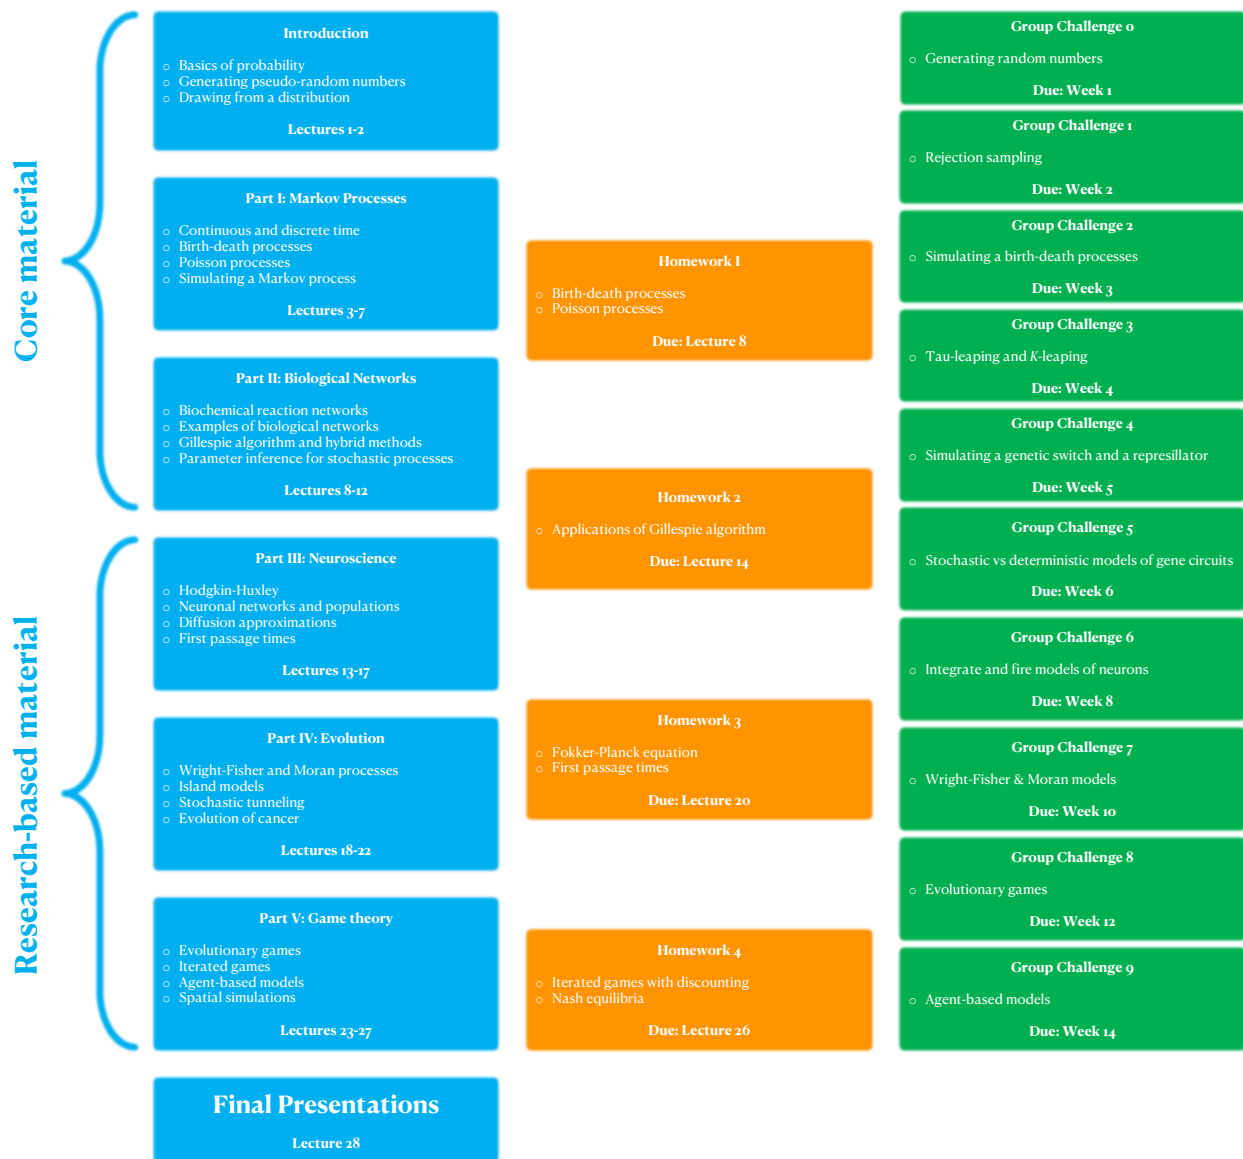 Core material
Introduction
Basics of probability
Generating pseudo-random numbers
Drawing from a distribution
Lectures 1-2
Part I: Markov Processes
Continuous and discrete time
Birth-death processes
Poisson processes
Simulating a Markov process
Lectures 3-7
Part II: Biological Networks
Biochemical reaction networks
Examples of biological networks
Gillespie algorithm and hybrid methods
Parameter inference for stochastic processes
Lectures 8-12
Research-based material
Part III: Neuroscience
Hodgkin-Huxley
Neuronal networks and populations
Diffusion approximations
First passage times
Lectures 13-17
Part IV: Evolution
Wright-Fisher and Moran processes
Island models
Stochastic tunneling
Evolution of cancer
Lectures 18-22
Part V: Game theory
Evolutionary games
Iterated games
Agent-based models
Spatial simulations
Lectures 23-27
Final Presentations
Lecture 28
Homework I
Birth-death processes
Poisson processes
Due: Lecture 8
Homework 2
Applications of Gillespie algorithm
Due: Lecture 14
Homework 3
Fokker-Planck equation
First passage times
Due: Lecture 20
Homework 4
Iterated games with discounting
Nash equilibria
Due: Lecture 26
Group Challenge 0
Generating random numbers
Due: Week 1
Group Challenge 1
Rejection sampling
Due: Week 2
Group Challenge 2
Simulating a birth-death processes
Due: Week 3
Group Challenge 3
Tau-leaping and K-leaping
Due: Week 4
Group Challenge 4
Simulating a genetic switch and a represillator
Due: Week 5
Group Challenge 5
Stochastic vs deterministic models of gene circuits
Due: Week 6
Group Challenge 6
Integrate and fire models of neurons
Due: Week 8
Group Challenge 7
Wright-Fisher & Moran models
Due: Week 10
Group Challenge 8
Evolutionary games
Due: Week 12
Group Challenge 9
Agent-based models
Due: Week 14